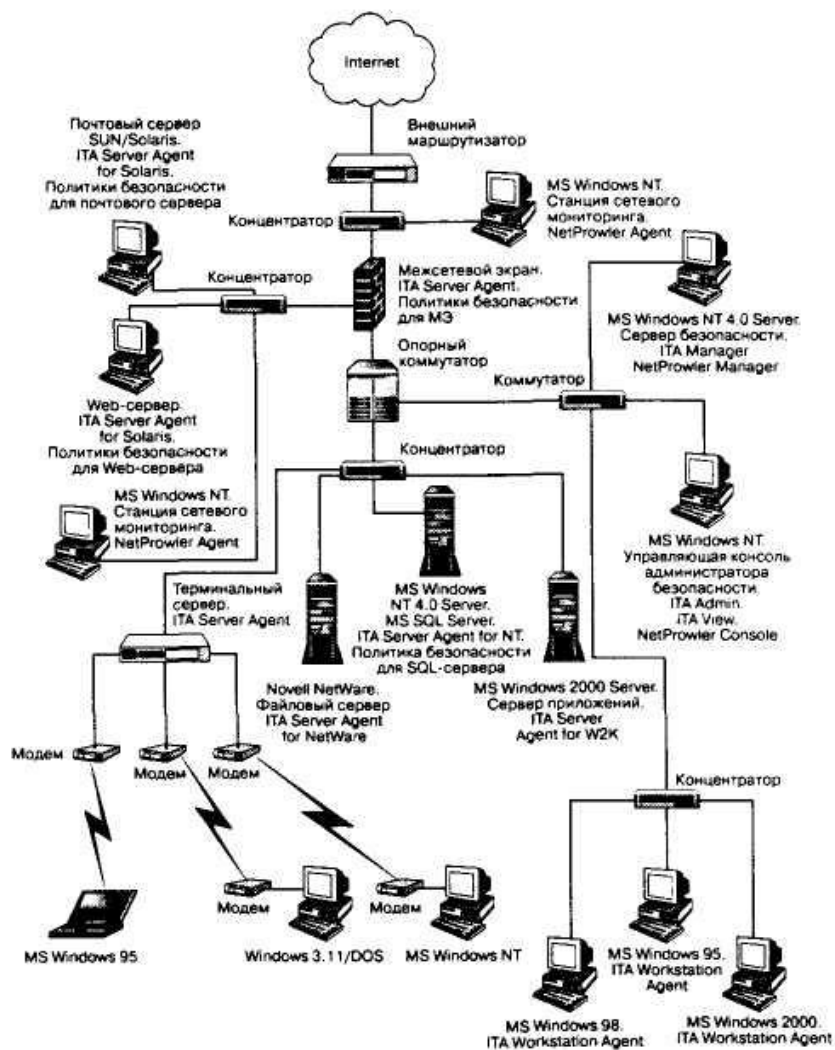 Internet
Внешний
маршрутизатор
Почтовый сервер
SUN/Solaris.
ITA Server Agent
for Solaris.
Политики безопасности
для почтового сервера
MS Windows NT.
Станция сетевого
мониторинга.
NetProwler Agent
Концентратор
Концентратор
Межсетевой экран.
ITA Server Agent.
Политики безопасности
для МЭ
MS Windows NT 4.0 Server.
Сервер безопасности.
ITA Manager
NetProwler Manager
Опорный
коммутатор
Коммутатор
Web-сервер
ITA Server Agent
for Solaris.
Политики безопасности
для Web-сервера
Концентратор
MS Windows NT.
Станция сетевого
мониторинга.
NetProwler Agent
MS Windows NT.
Управляющая консоль
администратора
безопасности.
ITA Admin.
ITA View.
NetProwler Console
Терминальный
сервер.
ITA Server Agent
MS Windows
NT 4.0 Server.
MS SQL Server.
ITA Server Agent for NT.
Политика безопасности
для SQL-сервера
Novell NetWare.
Файловый сервер
ITA Server Agent
for NetWare
MS Windows 2000 Server.
Сервер приложений.
ITA Server
Agent for W2K
Модем
Модем
Модем
Концентратор
Модем
Модем
MS Windows 95
Windows 3.11/DOS
MS Windows NT
MS Windows 95.
ITA Workstation
Agent
MS Windows 98.
ITA Workstation Agent
MS Windows 2000.
ITA Workstation Agent